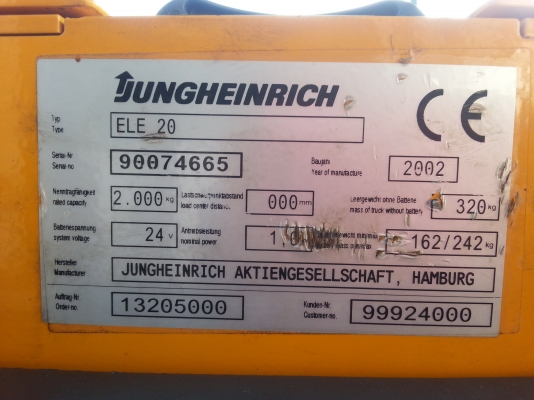 JUNGHEINRICH
CE
Typ
Type
ELE 20
Serial-Nr
Serial-no
90074665
Baujahr
Year of manufacture
2002
Nenntragfähigkeit
rated capacity
2.000 kg
load center distanc.
000 mm
Leergewicht ohne Batterie
mass of truck without battery
320 kg
Batteriespannung
system voltage
24 v
Antriebsleistung
nominal power
162/242 kg
Hersteller
Manufacturer
JUNGHEINRICH AKTIENGESELLSCHAFT, HAMBURG
Auftrag-Nr
Order-no.
13205000
Kunden-Nr.
Customer-no.
99924000